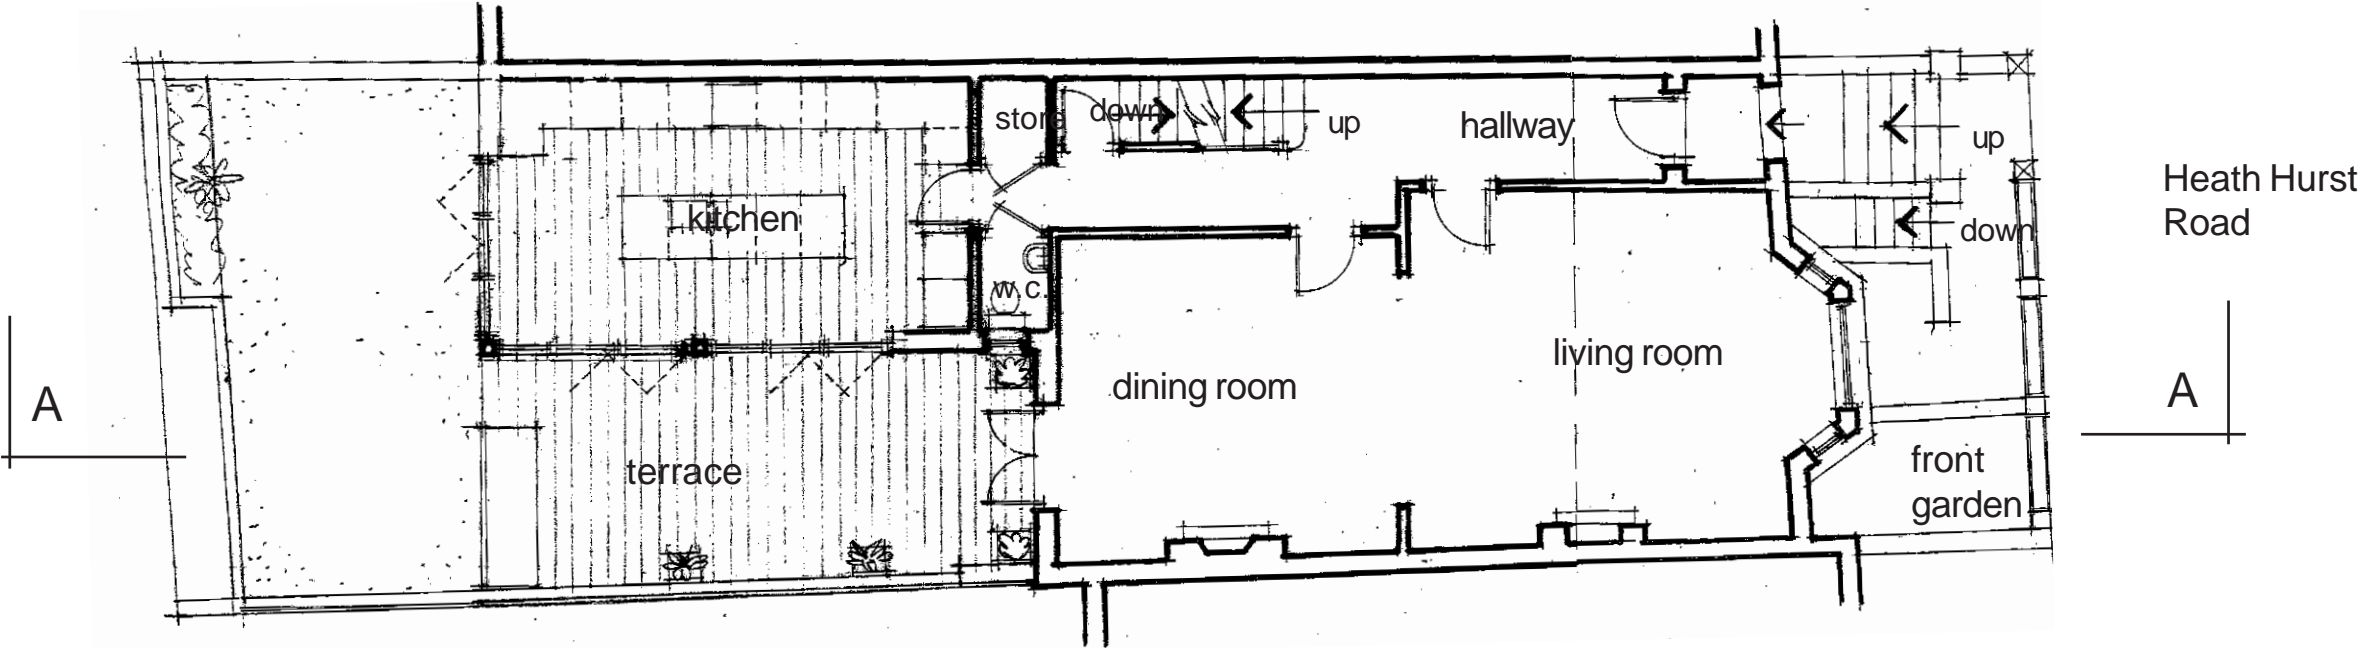 store
down
up
hallway
up
Heath Hurst
Road
kitchen
down
w.c.
living room
dining room
A
A
terrace
front
garden